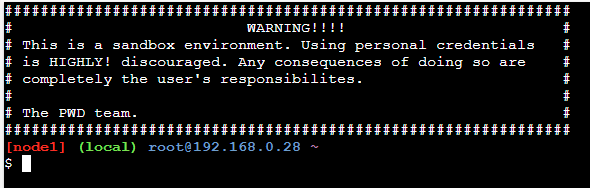 ###############################################################
# WARNING!!!! #
# This is a sandbox environment. Using personal credentials #
# is HIGHLY! discouraged. Any consequences of doing so are #
# completely the user's responsibilites. #
# #
# The PWD team. #
###############################################################
[node1] (local) root@192.168.0.28 ~
$